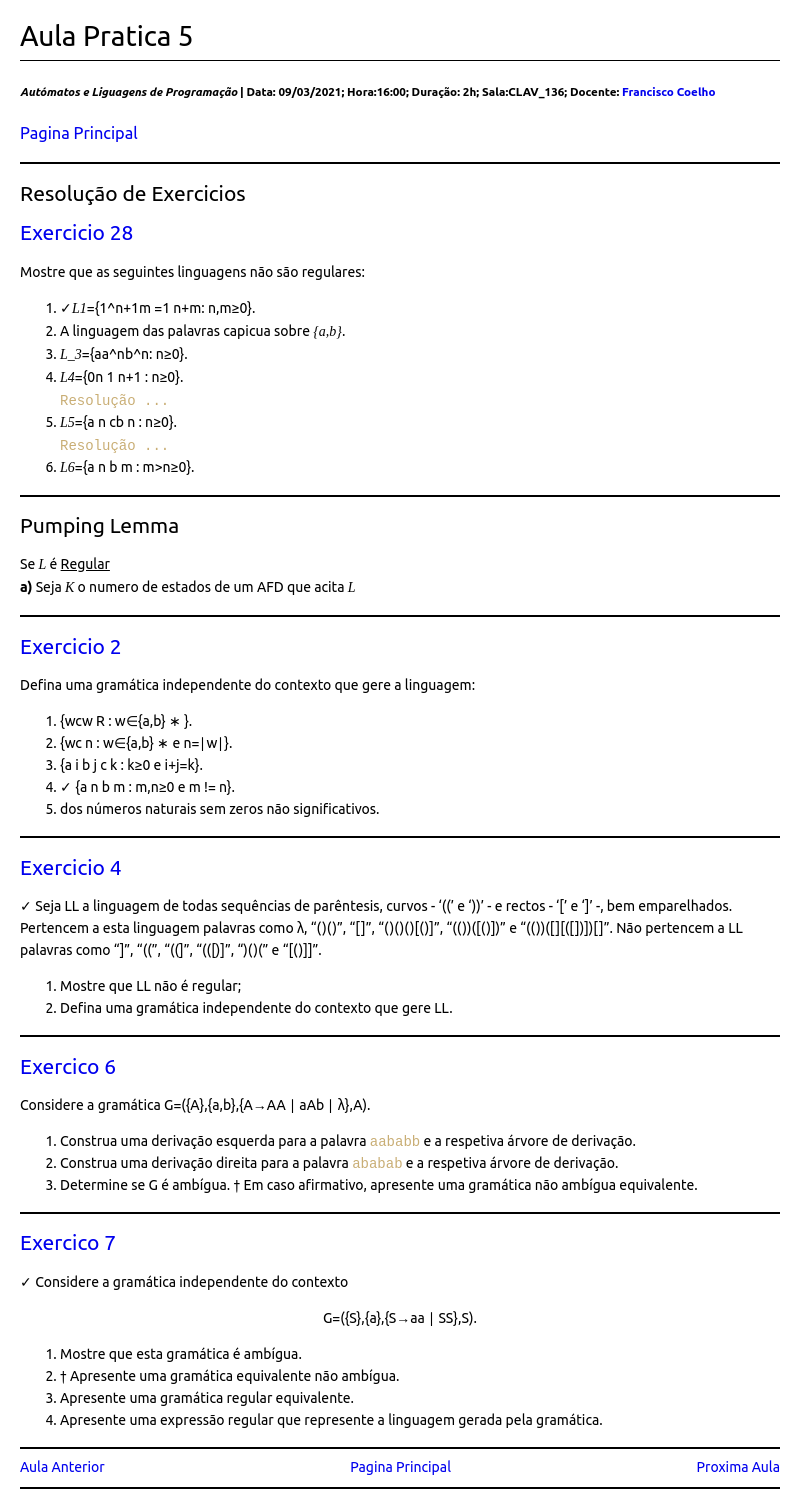 Aula Pratica 5
Autómatos e Liguagens de Programação | Data: 09/03/2021; Hora:16:00; Duração: 2h; Sala:CLAV_136; Docente: Francisco Coelho
Pagina Principal
Resolução de Exercicios
Exercicio 28
Mostre que as seguintes linguagens não são regulares:
1. ✓L1={1^n+1m =1 n+m: n,m≥0}.
2. A linguagem das palavras capicua sobre {a,b}.
3. L_3={aa^nb^n: n≥0}.
4. L4={0n 1 n+1 : n≥0}.
Resolução ...
5. L5={a n cb n : n≥0}.
Resolução ...
6. L6={a n b m : m>n≥0}.
Pumping Lemma
Se L é Regular
a) Seja K o numero de estados de um AFD que acita L
Exercicio 2
Defina uma gramática independente do contexto que gere a linguagem:
1. {wcw R : w∈{a,b} ∗ }.
2. {wc n : w∈{a,b} ∗ e n=|w|}.
3. {a i b j c k : k≥0 e i+j=k}.
4. ✓ {a n b m : m,n≥0 e m != n}.
5. dos números naturais sem zeros não significativos.
Exercicio 4
✓ Seja LL a linguagem de todas sequências de parêntesis, curvos - ‘((’ e ‘))’ - e rectos - ‘[’ e ‘]’ -, bem emparelhados.
Pertencem a esta linguagem palavras como λ, “()()”, “[]”, “()()()[()]”, “(())([()])” e “(())([][([])])[]”. Não pertencem a LL
palavras como “]”, “((”, “((]”, “(([)]”, “)()(” e “[()]]”.
1. Mostre que LL não é regular;
2. Defina uma gramática independente do contexto que gere LL.
Exercico 6
Considere a gramática G=({A},{a,b},{A→AA | aAb | λ},A).
1. Construa uma derivação esquerda para a palavra aababb e a respetiva árvore de derivação.
2. Construa uma derivação direita para a palavra ababab e a respetiva árvore de derivação.
3. Determine se G é ambígua. † Em caso afirmativo, apresente uma gramática não ambígua equivalente.
Exercico 7
✓ Considere a gramática independente do contexto
G=({S},{a},{S→aa | SS},S).
1. Mostre que esta gramática é ambígua.
2. † Apresente uma gramática equivalente não ambígua.
3. Apresente uma gramática regular equivalente.
4. Apresente uma expressão regular que represente a linguagem gerada pela gramática.
Aula Anterior Pagina Principal Proxima Aula